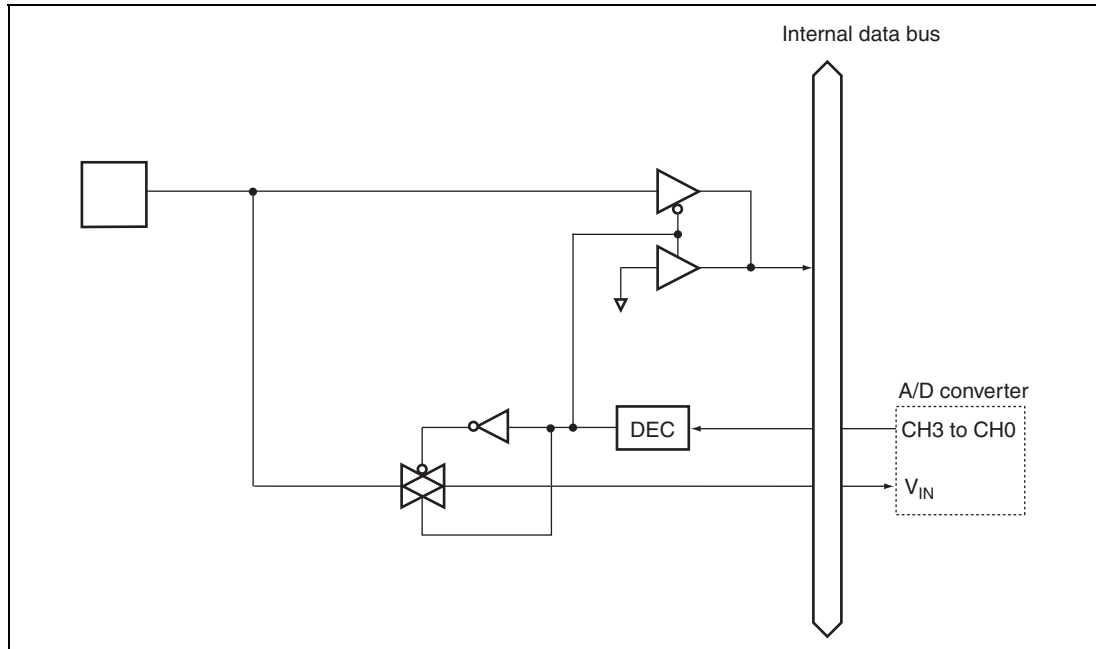 Internal data bus
A/D converter
DEC
CH3 to CH0
VIN